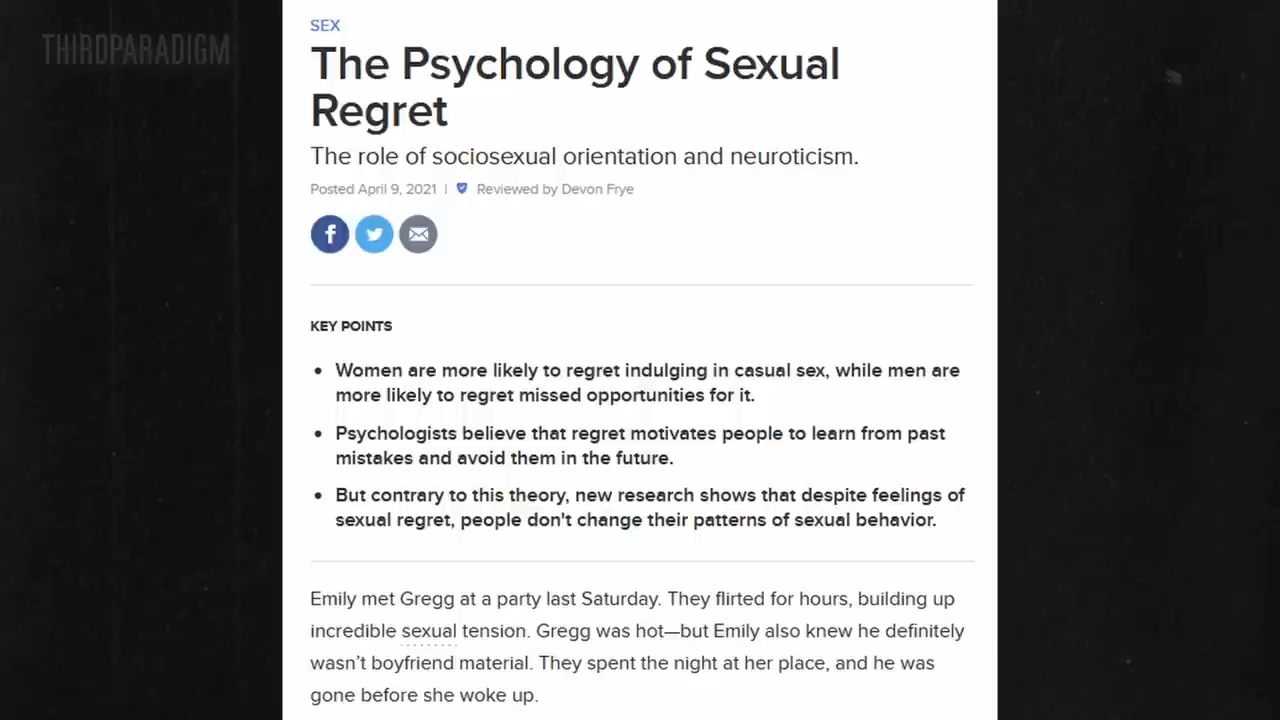 THIRDPARADIGM
SEX
The Psychology of Sexual
Regret
The role of sociosexual orientation and neuroticism.
Posted April 9, 2021 | Reviewed by Devon Frye
KEY POINTS
• Women are more likely to regret indulging in casual sex, while men are
more likely to regret missed opportunities for it.
• Psychologists believe that regret motivates people to learn from past
mistakes and avoid them in the future.
• But contrary to this theory, new research shows that despite feelings of
sexual regret, people don't change their patterns of sexual behavior.
Emily met Gregg at a party last Saturday. They flirted for hours, building up
incredible sexual tension. Gregg was hot—but Emily also knew he definitely
wasn’t boyfriend material. They spent the night at her place, and he was
gone before she woke up.